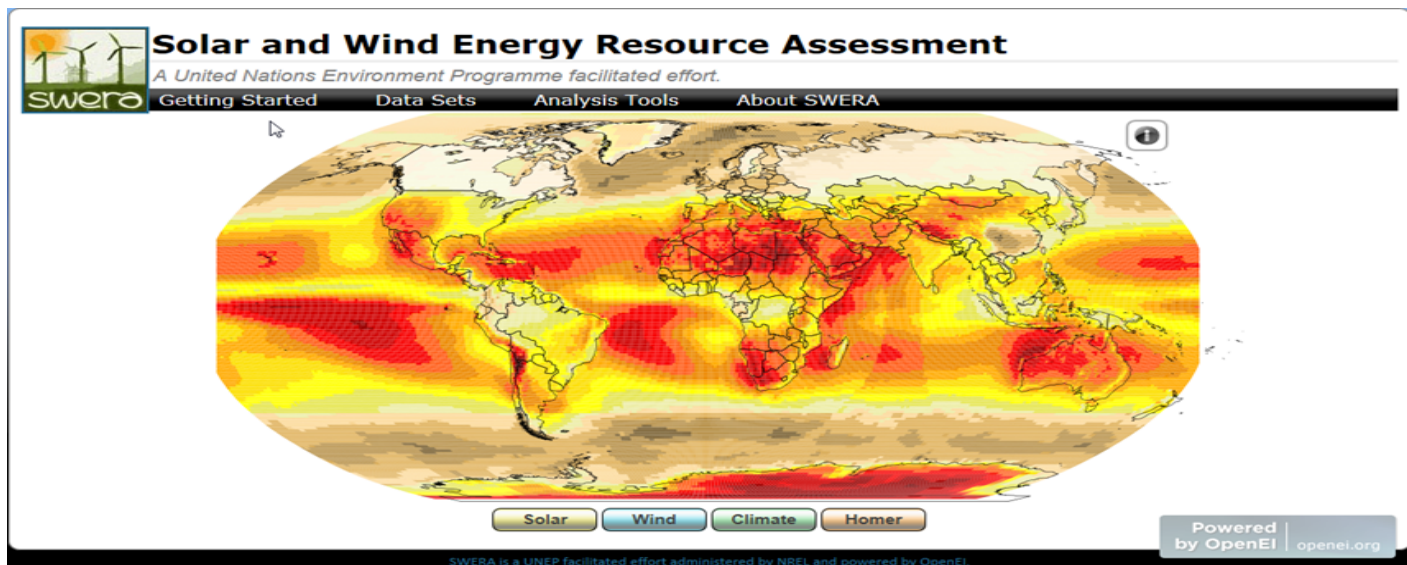 Solar and Wind Energy Resource Assessment
A United Nations Environment Programme facilitated effort.
swera
Getting Started Data Sets Analysis Tools About SWERA
Solar Wind Climate Homer
Powered
by OpenEI openei.org
SWERA is a UNEP facilitated effort administered by NREL and powered by OpenEI.